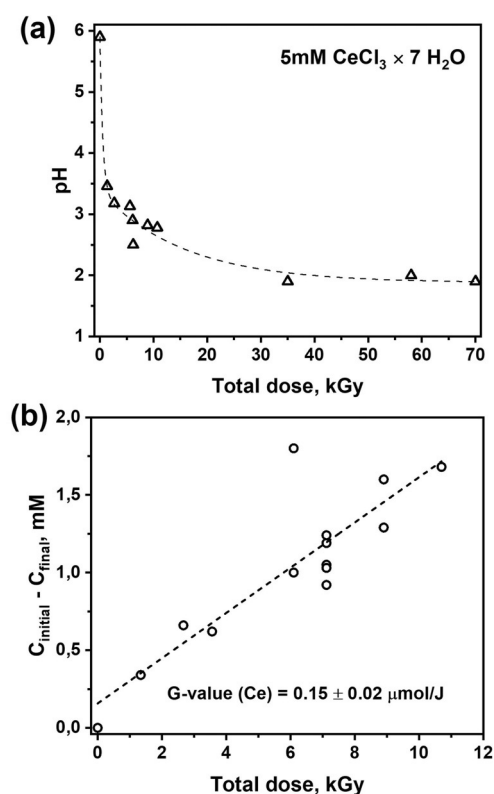 (a)
5mM CeCl₃ × 7 H₂O
6
5
4
3
2
1
pH
0 10 20 30 40 50 60 70
Total dose, kGy
(b)
2,0
1,5
1,0
0,5
0,0
C_initial - C_final, mM
G-value (Ce) = 0.15 ± 0.02 μmol/J
0 2 4 6 8 10 12
Total dose, kGy